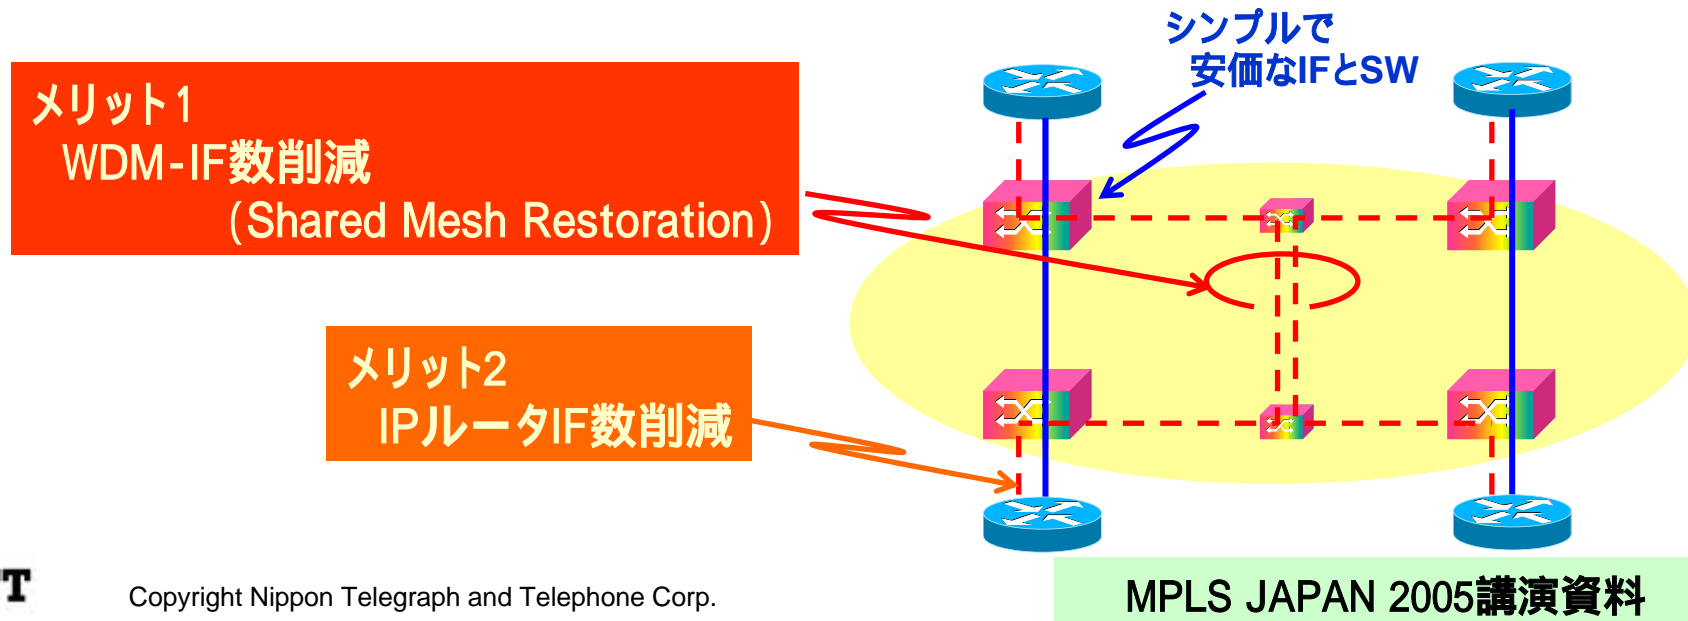 シンプルで
安価なIFとSW
メリット1
WDM-IF数削減
(Shared Mesh Restoration)
メリット2
IPルータIF数削減
T
Copyright Nippon Telegraph and Telephone Corp.
MPLS JAPAN 2005講演資料